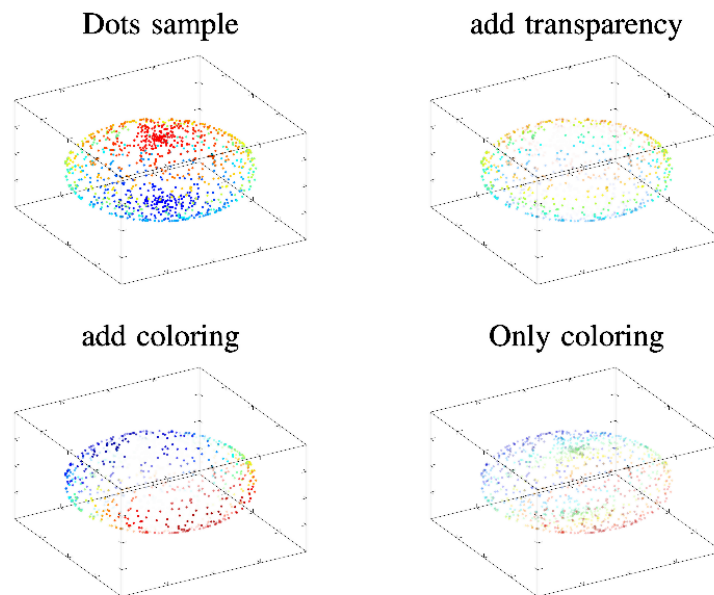 Dots sample
add transparency
add coloring
Only coloring